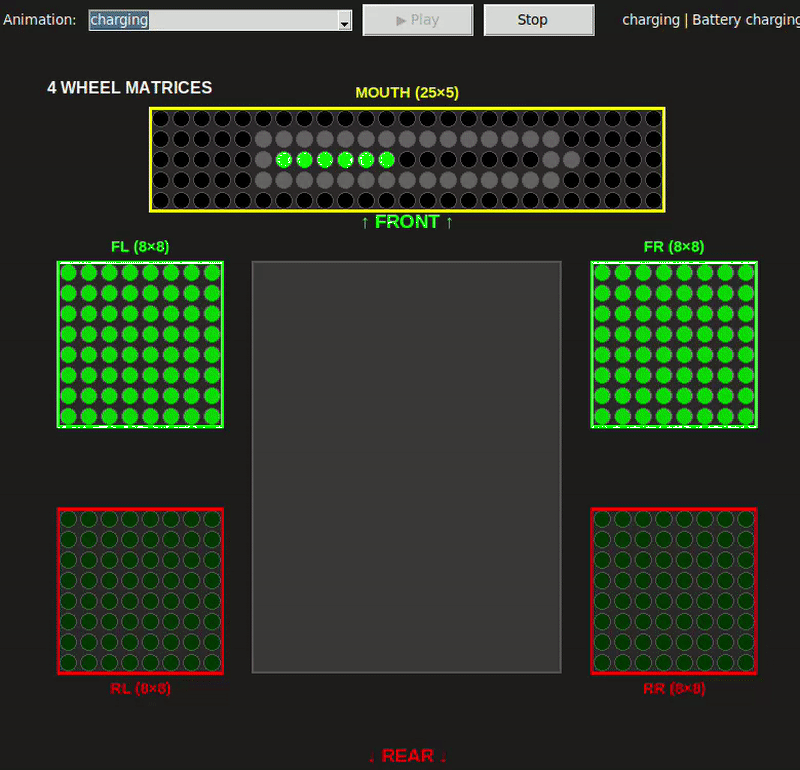 Animation: charging ▶ Play Stop charging | Battery charging
4 WHEEL MATRICES
MOUTH (25×5)
↑ FRONT ↑
FL (8×8) FR (8×8)
RL (8×8) RR (8×8)
↓ REAR ↓